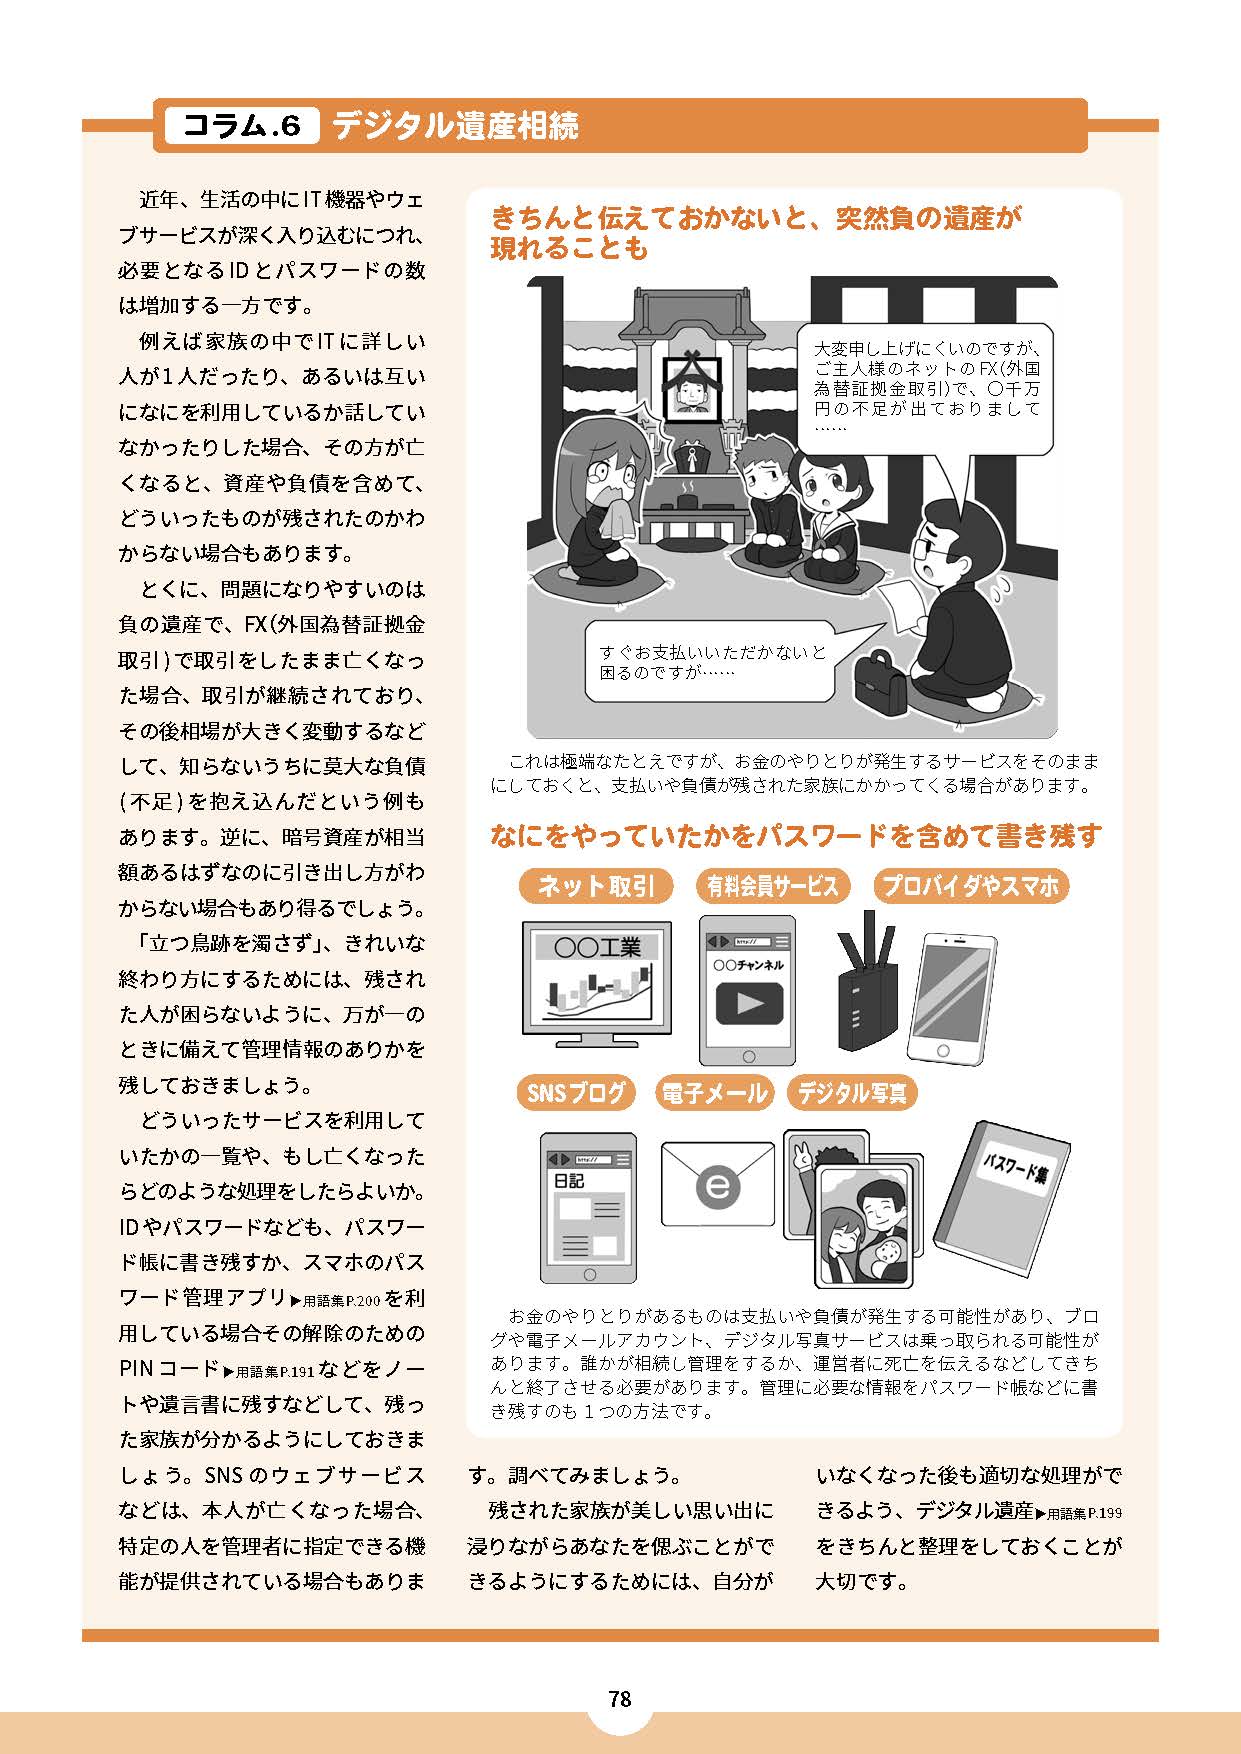 コラム.6 デジタル遺産相続
近年、生活の中にIT機器やウェ
ブサービスが深く入り込むにつれ、
必要となるIDとパスワードの数
は増加する一方です。
例えば家族の中でITに詳しい
人が1人だったり、あるいは互い
になにを利用しているか話してい
なかったりした場合、その方が亡
くなると、資産や負債を含めて、
どういったものが残されたのかわ
からない場合もあります。
とくに、問題になりやすいのは
負の遺産で、FX(外国為替証拠金
取引)で取引をしたまま亡くなっ
た場合、取引が継続されており、
その後相場が大きく変動するなど
して、知らないうちに莫大な負債
(不足)を抱え込んだという例も
あります。逆に、暗号資産が相当
額あるはずなのに引き出し方がわ
からない場合もあり得るでしょう。
「立つ鳥跡を濁さず」、きれいな
終わり方にするためには、残され
た人が困らないように、万が一の
ときに備えて管理情報のありかを
残しておきましょう。
どういったサービスを利用して
いたかの一覧や、もし亡くなった
らどのような処理をしたらよいか。
IDやパスワードなども、パスワー
ド帳に書き残すか、スマホのパス
ワード管理アプリ▶用語集P.200を利
用している場合その解除のための
PINコード▶用語集P.191などをノー
トや遺言書に残すなどして、残っ
た家族が分かるようにしておきま
しょう。SNSのウェブサービス
などは、本人が亡くなった場合、
特定の人を管理者に指定できる機
能が提供されている場合もありま
す。調べてみましょう。
残された家族が美しい思い出に
浸りながらあなたを偲ぶことがで
きるようにするためには、自分が
いなくなった後も適切な処理がで
きるよう、デジタル遺産▶用語集P.199
をきちんと整理をしておくことが
大切です。
きちんと伝えておかないと、突然負の遺産が
現れることも
大変申し上げにくいのですが、
ご主人様のネットのFX(外国
為替証拠金取引)で、〇千万
円の不足が出ておりまして
……
すぐお支払いいただかないと
困るのですが……
これは極端なたとえですが、お金のやりとりが発生するサービスをそのまま
にしておくと、支払いや負債が残された家族にかかってくる場合があります。
なにをやっていたかをパスワードを含めて書き残す
ネット取引 有料会員サービス プロバイダやスマホ
〇〇工業
http://
〇〇チャンネル
SNSブログ 電子メール デジタル写真
http://
日記
e
パスワード集
お金のやりとりがあるものは支払いや負債が発生する可能性があり、ブロ
グや電子メールアカウント、デジタル写真サービスは乗っ取られる可能性が
あります。誰かが相続し管理をするか、運営者に死亡を伝えるなどしてきち
んと終了させる必要があります。管理に必要な情報をパスワード帳などに書
き残すのも1つの方法です。
78